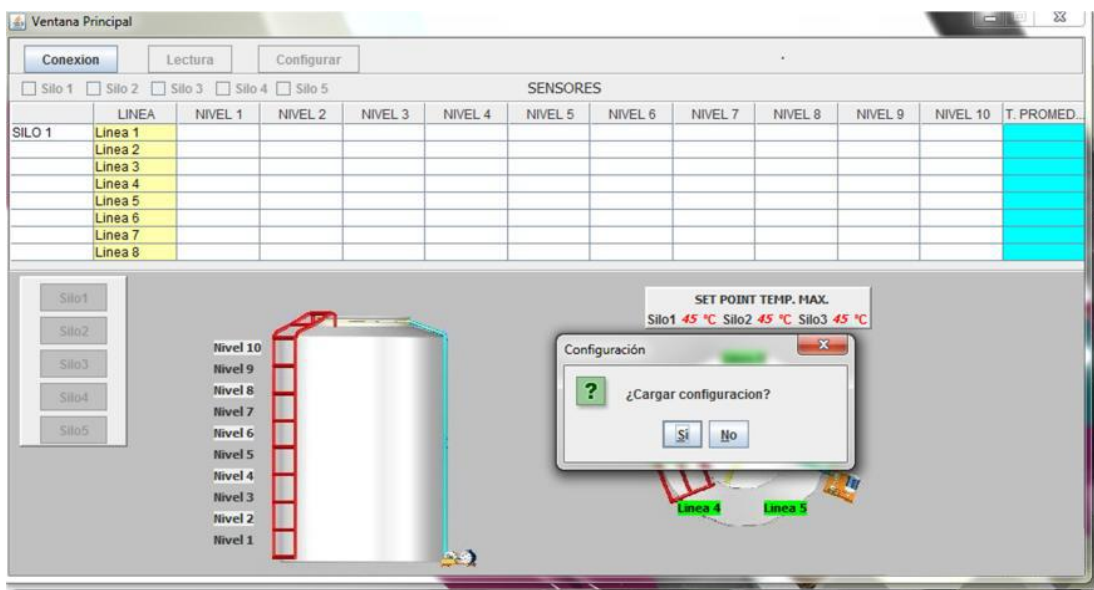 Ventana Principal
Conexion Lectura Configurar
Silo 1 Silo 2 Silo 3 Silo 4 Silo 5 SENSORES
LINEA NIVEL 1 NIVEL 2 NIVEL 3 NIVEL 4 NIVEL 5 NIVEL 6 NIVEL 7 NIVEL 8 NIVEL 9 NIVEL 10 T. PROMED...
SILO 1 Linea 1
Linea 2
Linea 3
Linea 4
Linea 5
Linea 6
Linea 7
Linea 8
Silo1
Silo2
Silo3
Silo4
Silo5
Nivel 10
Nivel 9
Nivel 8
Nivel 7
Nivel 6
Nivel 5
Nivel 4
Nivel 3
Nivel 2
Nivel 1
SET POINT TEMP. MAX.
Silo1 45 °C Silo2 45 °C Silo3 45 °C
Configuración
? ¿Cargar configuracion?
Sí No
Linea 4 Linea 5